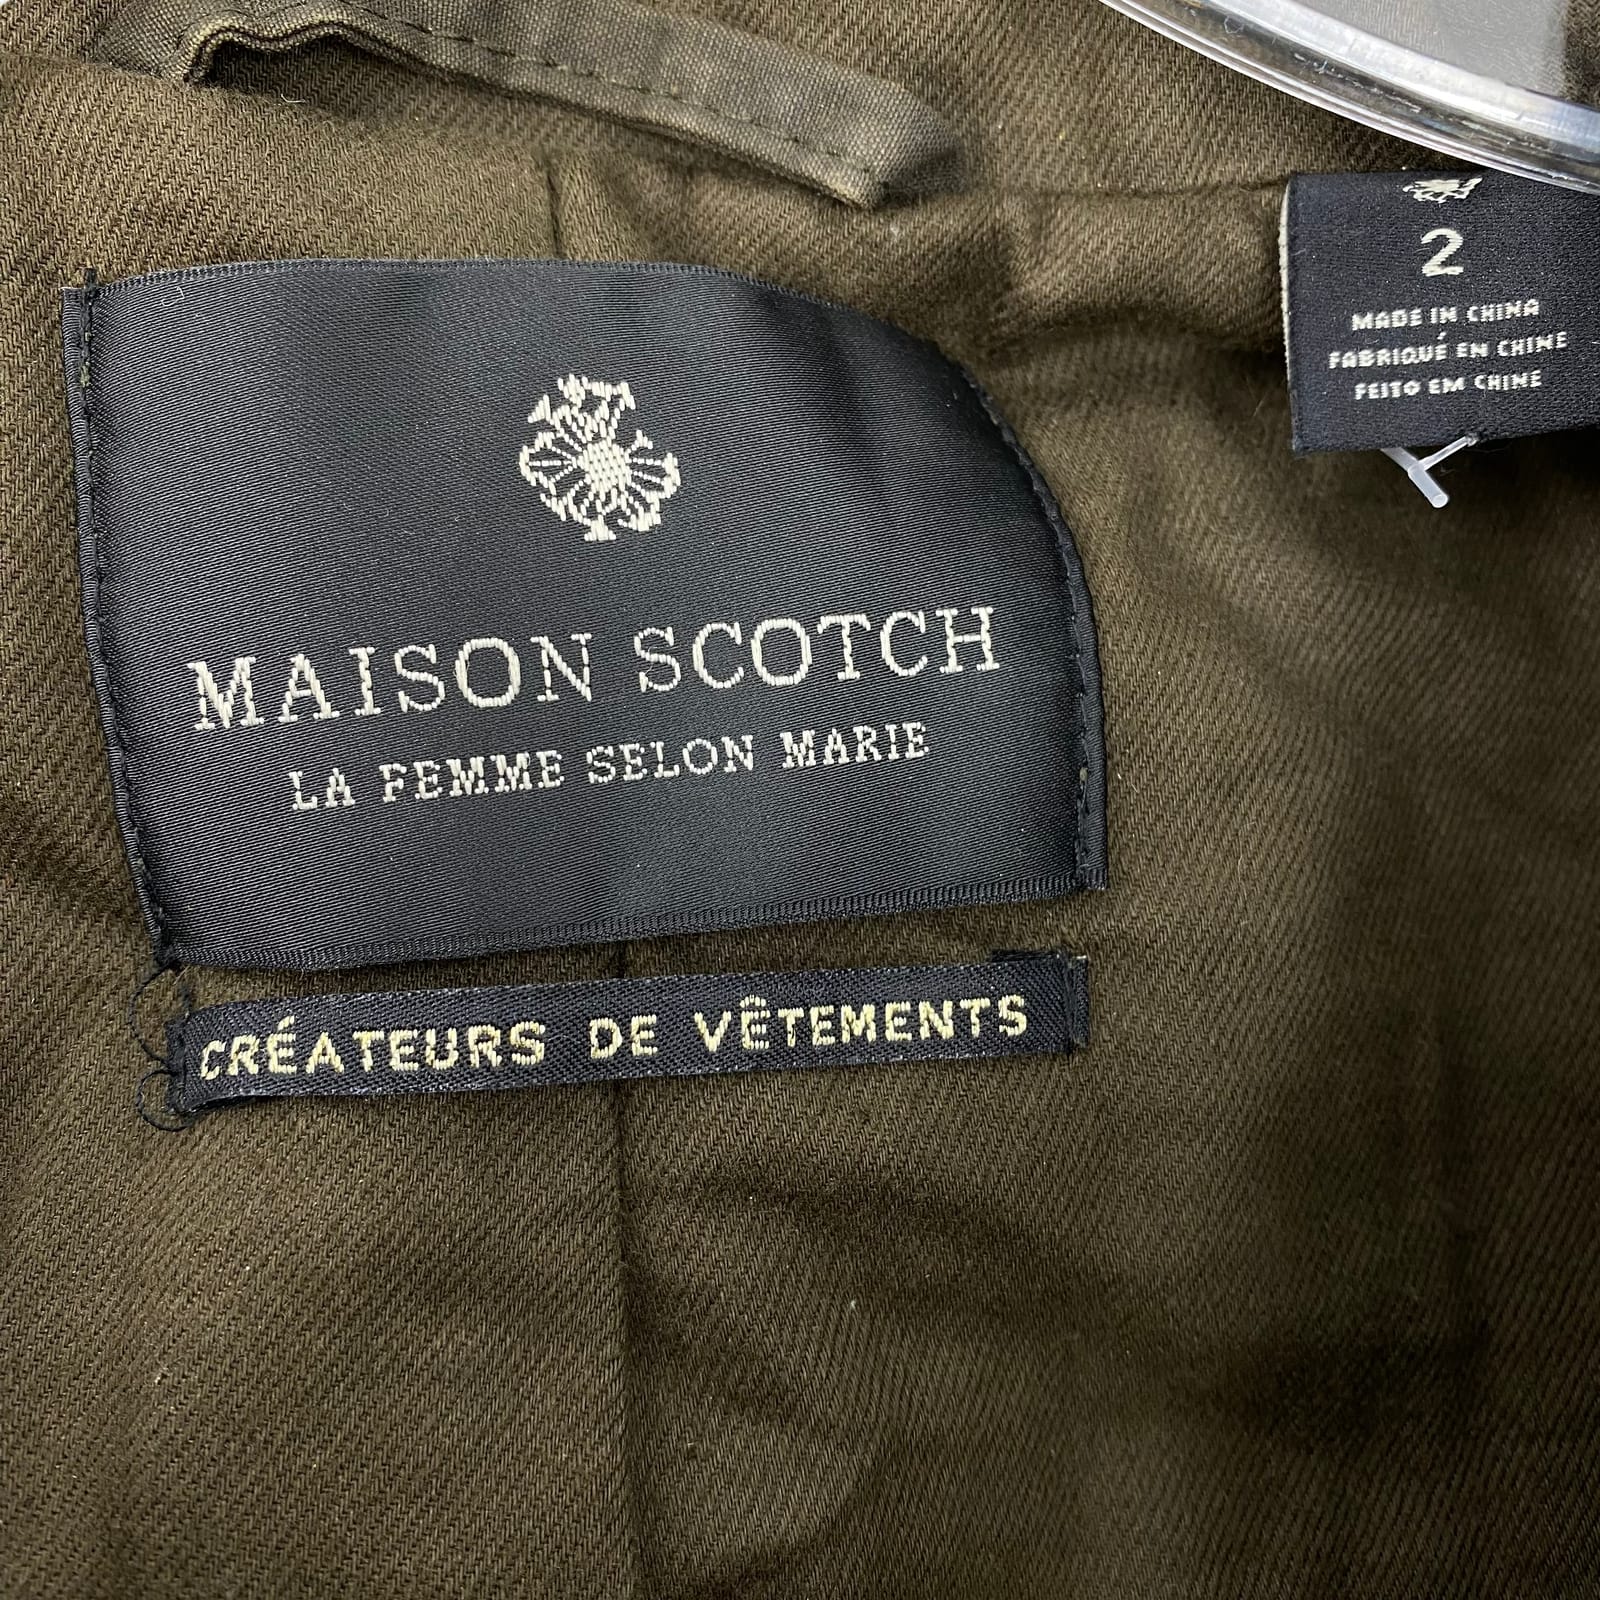 MAISON SCOTCH
LA FEMME SELON MARIE
CRÉATEURS DE VÊTEMENTS
2
MADE IN CHINA
FABRIQUÉ EN CHINE
FEITO EM CHINE